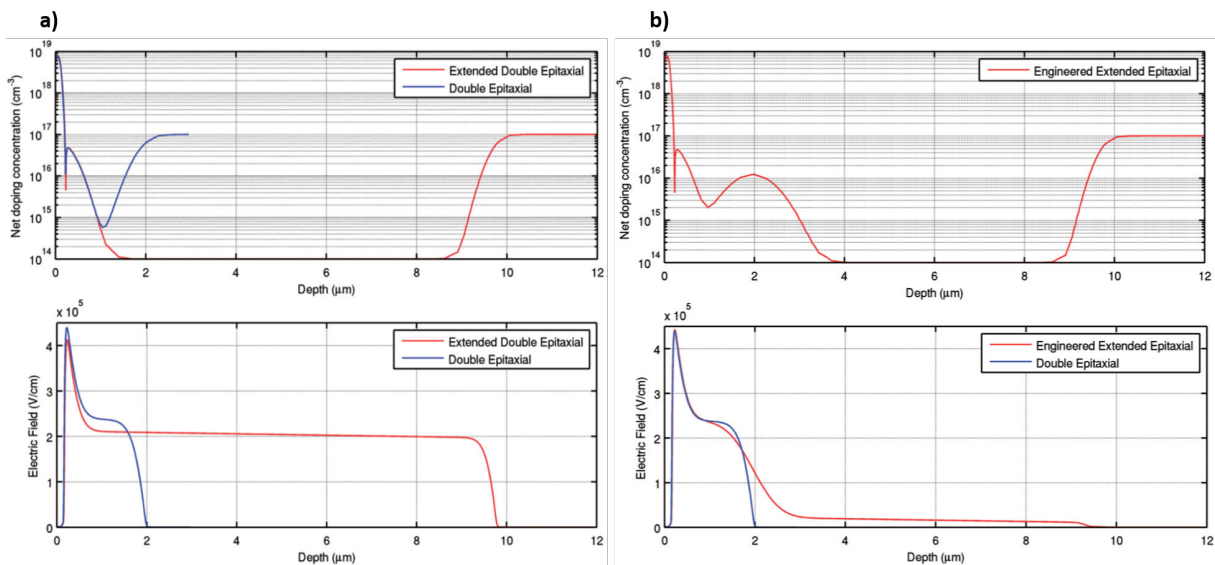 a)
10^19
10^18
10^17
10^16
10^15
10^14
Net doping concentration (cm^-3)
Extended Double Epitaxial
Double Epitaxial
0 2 4 6 8 10 12
Depth (μm)
x 10^5
4
3
2
1
0
Electric Field (V/cm)
Extended Double Epitaxial
Double Epitaxial
0 2 4 6 8 10 12
Depth (μm)
b)
10^19
10^18
10^17
10^16
10^15
10^14
Net doping concentration (cm^-3)
Engineered Extended Epitaxial
0 2 4 6 8 10 12
Depth (μm)
x 10^5
4
3
2
1
0
Electric Field (V/cm)
Engineered Extended Epitaxial
Double Epitaxial
0 2 4 6 8 10 12
Depth (μm)